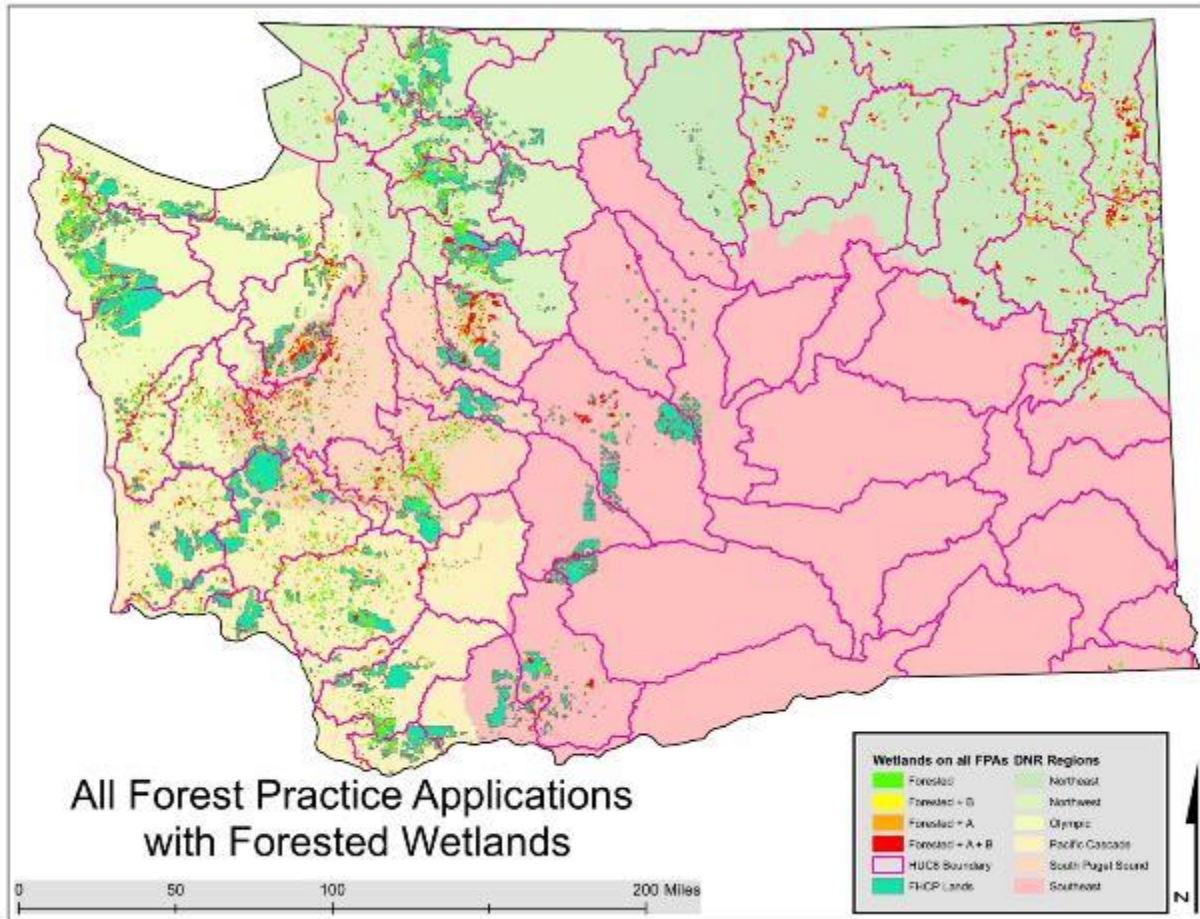 All Forest Practice Applications
with Forested Wetlands
0 50 100 200 Miles
Wetlands on all FPAs DNR Regions
Forested Northeast
Forested + B Northwest
Forested + A Olympic
Forested + A + B Pacific Cascade
HUC8 Boundary South Puget Sound
FHCP Lands Southeast
N